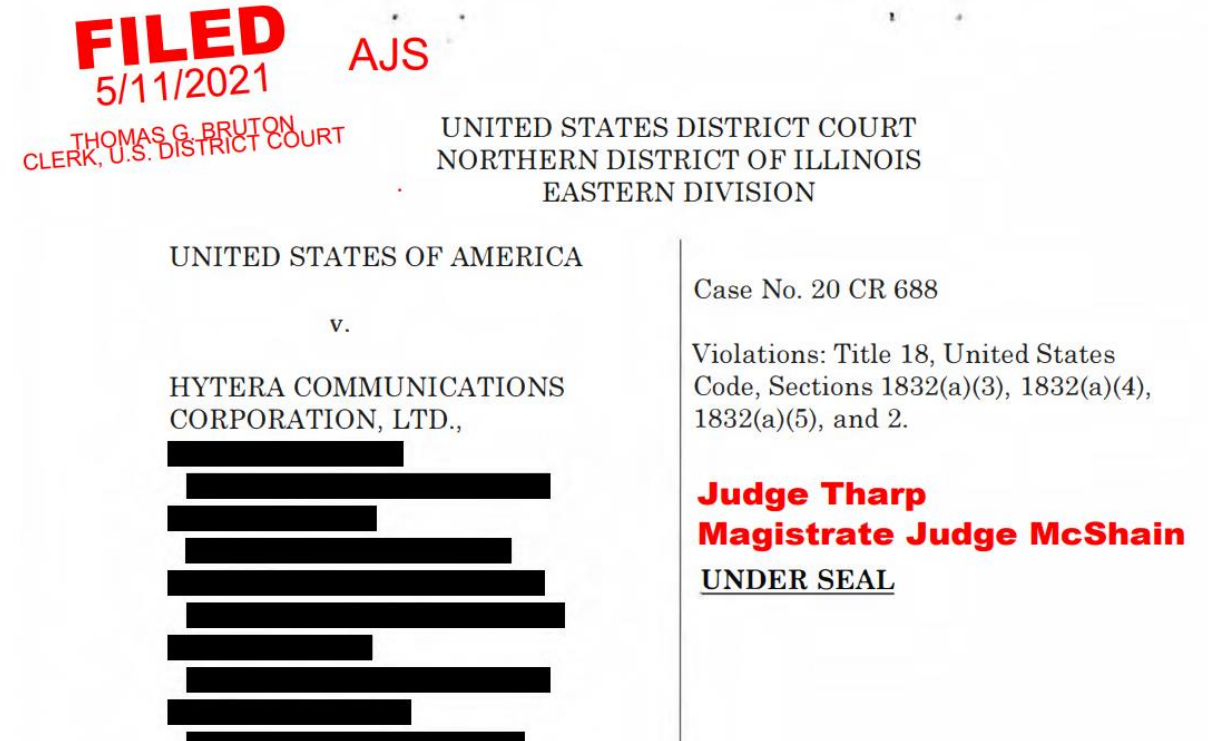 FILED
5/11/2021
AJS
THOMAS G. BRUTON
CLERK, U.S. DISTRICT COURT
UNITED STATES DISTRICT COURT
NORTHERN DISTRICT OF ILLINOIS
EASTERN DIVISION
UNITED STATES OF AMERICA
v.
HYTERA COMMUNICATIONS
CORPORATION, LTD.,
Case No. 20 CR 688
Violations: Title 18, United States
Code, Sections 1832(a)(3), 1832(a)(4),
1832(a)(5), and 2.
Judge Tharp
Magistrate Judge McShain
UNDER SEAL